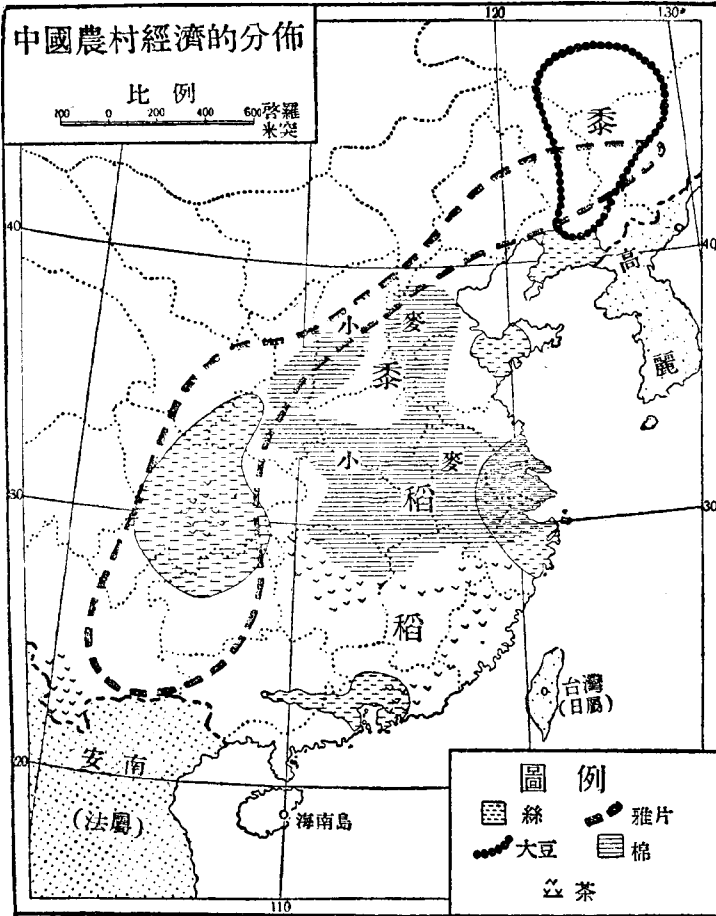 中國農村經濟的分佈
比例
200 0 200 400 600 啓羅米突
120
130°
黍
40
40
高麗
小麥
黍
小麥
稻
30
30
稻
台灣
(日屬)
20
安南
(法屬)
海南島
110
圖例
絲 雅片
大豆 棉
茶